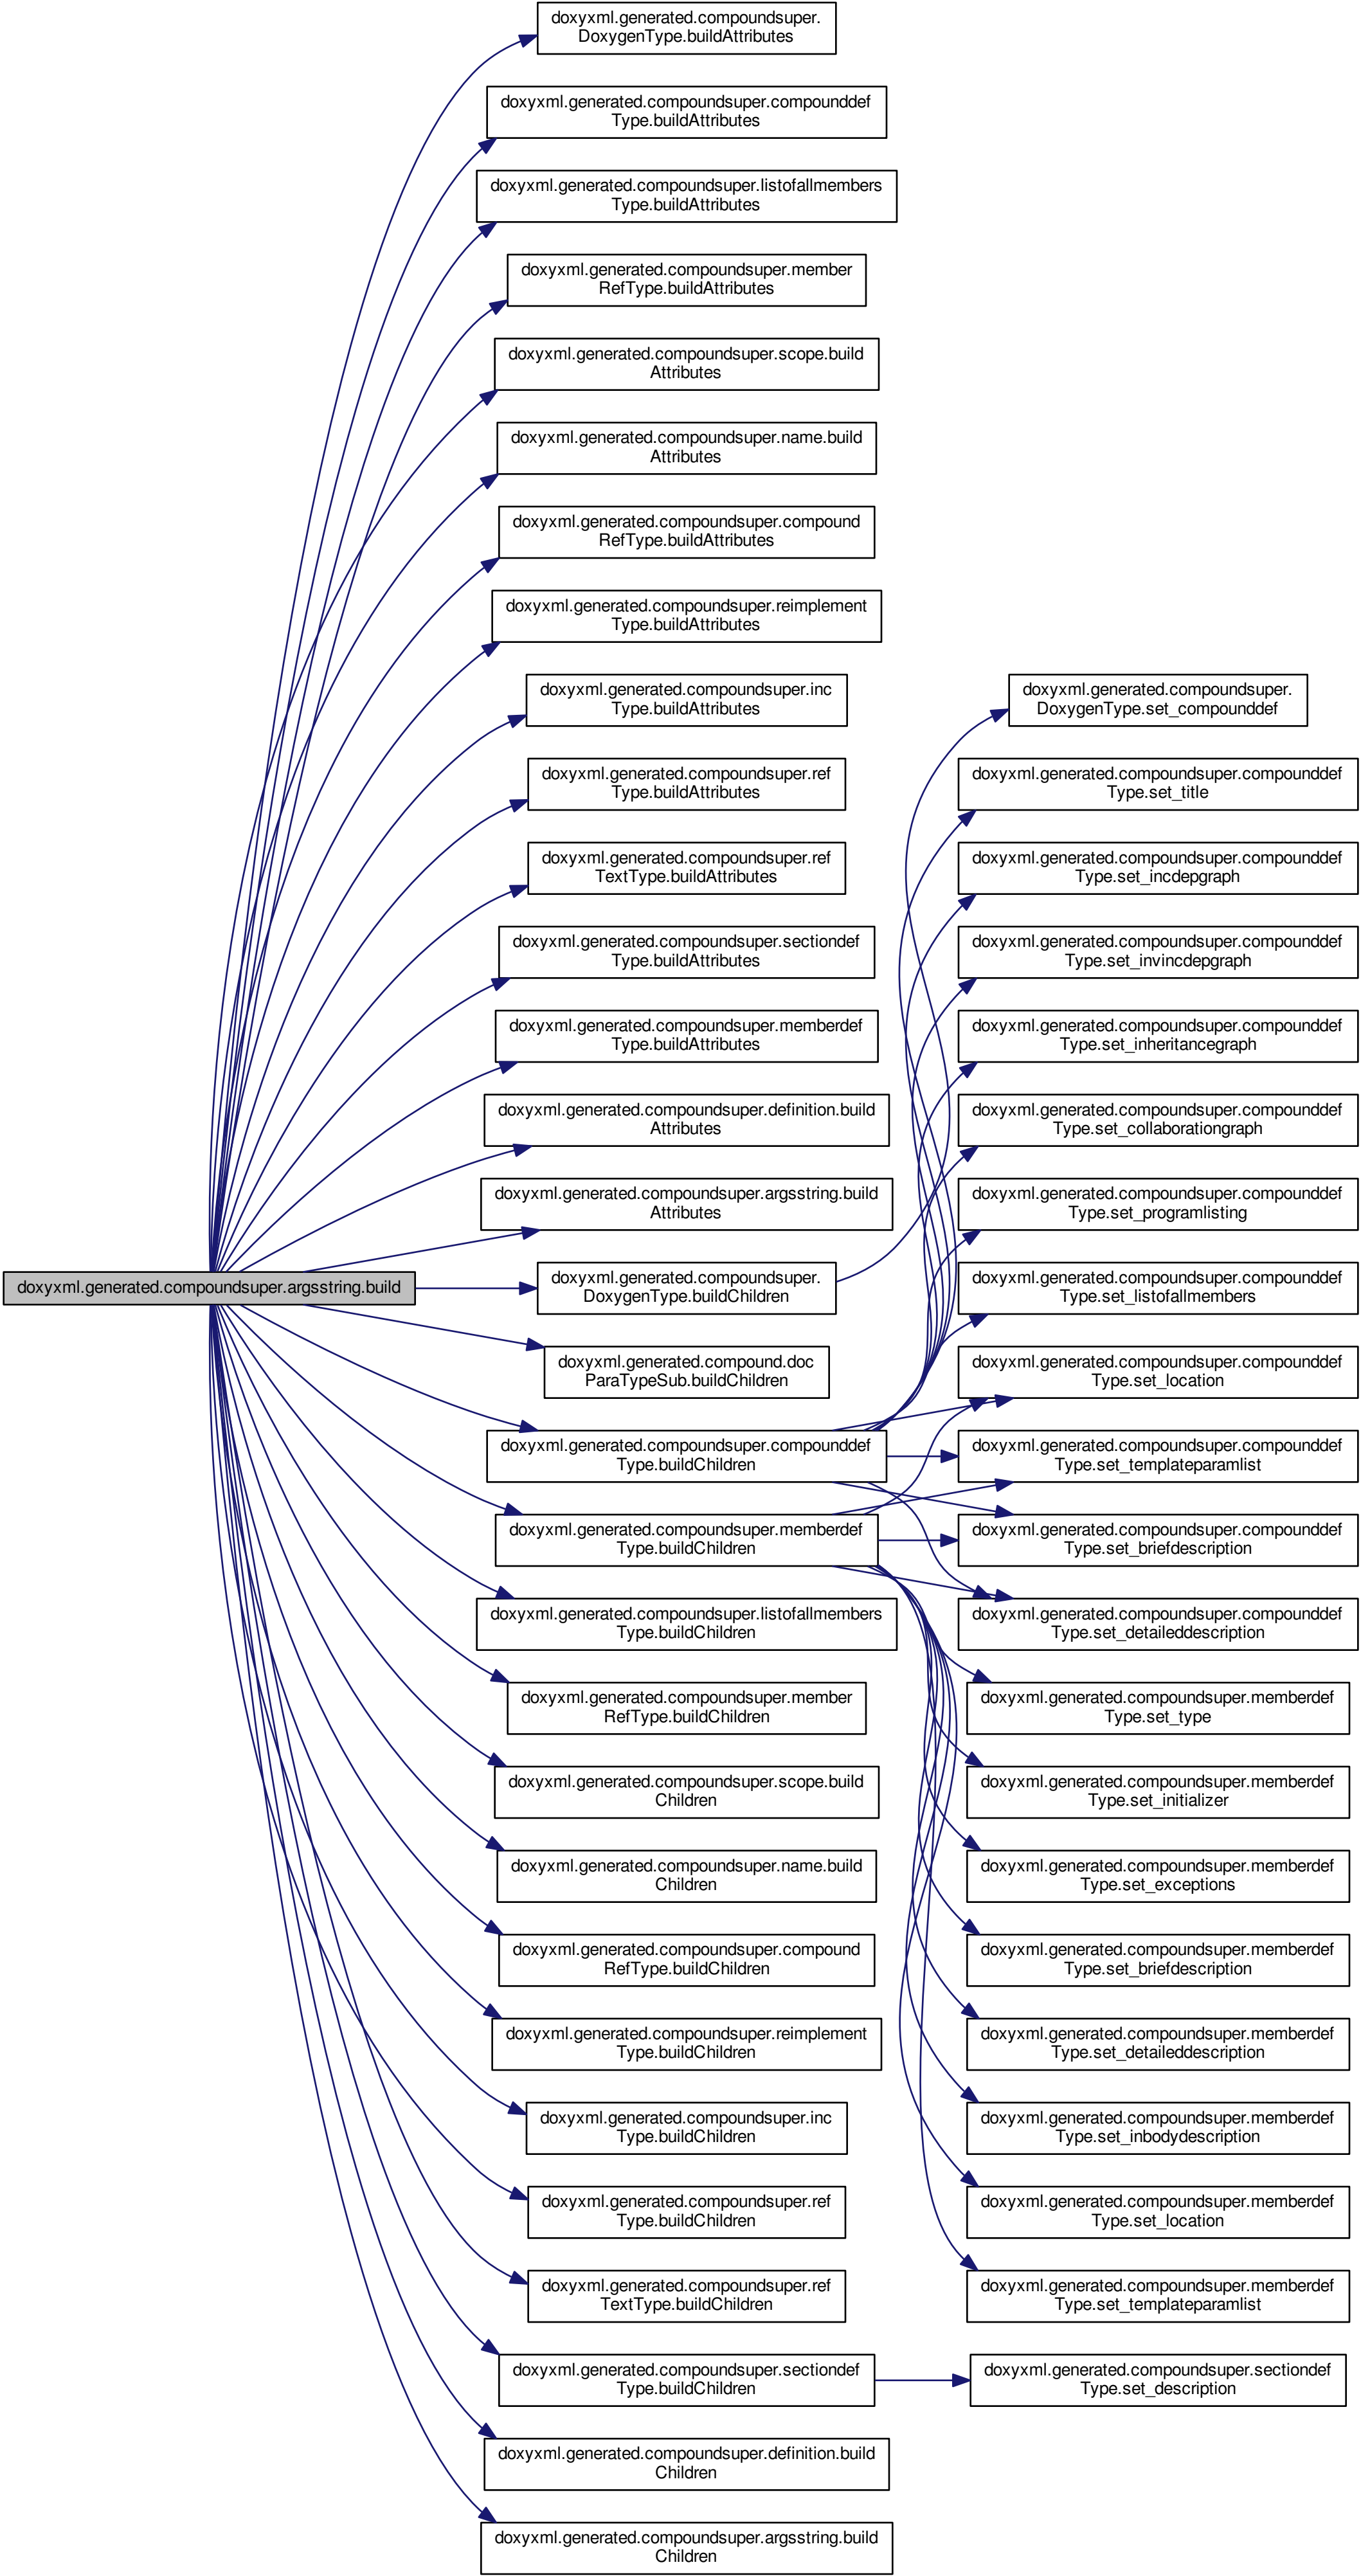 doxyxml.generated.compoundsuper.argsstring.build
doxyxml.generated.compoundsuper.
DoxygenType.buildAttributes
doxyxml.generated.compoundsuper.compounddef
Type.buildAttributes
doxyxml.generated.compoundsuper.listofallmembers
Type.buildAttributes
doxyxml.generated.compoundsuper.member
RefType.buildAttributes
doxyxml.generated.compoundsuper.scope.build
Attributes
doxyxml.generated.compoundsuper.name.build
Attributes
doxyxml.generated.compoundsuper.compound
RefType.buildAttributes
doxyxml.generated.compoundsuper.reimplement
Type.buildAttributes
doxyxml.generated.compoundsuper.inc
Type.buildAttributes
doxyxml.generated.compoundsuper.ref
Type.buildAttributes
doxyxml.generated.compoundsuper.ref
TextType.buildAttributes
doxyxml.generated.compoundsuper.sectiondef
Type.buildAttributes
doxyxml.generated.compoundsuper.memberdef
Type.buildAttributes
doxyxml.generated.compoundsuper.definition.build
Attributes
doxyxml.generated.compoundsuper.argsstring.build
Attributes
doxyxml.generated.compoundsuper.
DoxygenType.buildChildren
doxyxml.generated.compound.doc
ParaTypeSub.buildChildren
doxyxml.generated.compoundsuper.compounddef
Type.buildChildren
doxyxml.generated.compoundsuper.memberdef
Type.buildChildren
doxyxml.generated.compoundsuper.listofallmembers
Type.buildChildren
doxyxml.generated.compoundsuper.member
RefType.buildChildren
doxyxml.generated.compoundsuper.scope.build
Children
doxyxml.generated.compoundsuper.name.build
Children
doxyxml.generated.compoundsuper.compound
RefType.buildChildren
doxyxml.generated.compoundsuper.reimplement
Type.buildChildren
doxyxml.generated.compoundsuper.inc
Type.buildChildren
doxyxml.generated.compoundsuper.ref
Type.buildChildren
doxyxml.generated.compoundsuper.ref
TextType.buildChildren
doxyxml.generated.compoundsuper.sectiondef
Type.buildChildren
doxyxml.generated.compoundsuper.definition.build
Children
doxyxml.generated.compoundsuper.argsstring.build
Children
doxyxml.generated.compoundsuper.
DoxygenType.set_compounddef
doxyxml.generated.compoundsuper.compounddef
Type.set_title
doxyxml.generated.compoundsuper.compounddef
Type.set_incdepgraph
doxyxml.generated.compoundsuper.compounddef
Type.set_invincdepgraph
doxyxml.generated.compoundsuper.compounddef
Type.set_inheritancegraph
doxyxml.generated.compoundsuper.compounddef
Type.set_collaborationgraph
doxyxml.generated.compoundsuper.compounddef
Type.set_programlisting
doxyxml.generated.compoundsuper.compounddef
Type.set_listofallmembers
doxyxml.generated.compoundsuper.compounddef
Type.set_location
doxyxml.generated.compoundsuper.compounddef
Type.set_templateparamlist
doxyxml.generated.compoundsuper.compounddef
Type.set_briefdescription
doxyxml.generated.compoundsuper.compounddef
Type.set_detaileddescription
doxyxml.generated.compoundsuper.memberdef
Type.set_type
doxyxml.generated.compoundsuper.memberdef
Type.set_initializer
doxyxml.generated.compoundsuper.memberdef
Type.set_exceptions
doxyxml.generated.compoundsuper.memberdef
Type.set_briefdescription
doxyxml.generated.compoundsuper.memberdef
Type.set_detaileddescription
doxyxml.generated.compoundsuper.memberdef
Type.set_inbodydescription
doxyxml.generated.compoundsuper.memberdef
Type.set_location
doxyxml.generated.compoundsuper.memberdef
Type.set_templateparamlist
doxyxml.generated.compoundsuper.sectiondef
Type.set_description